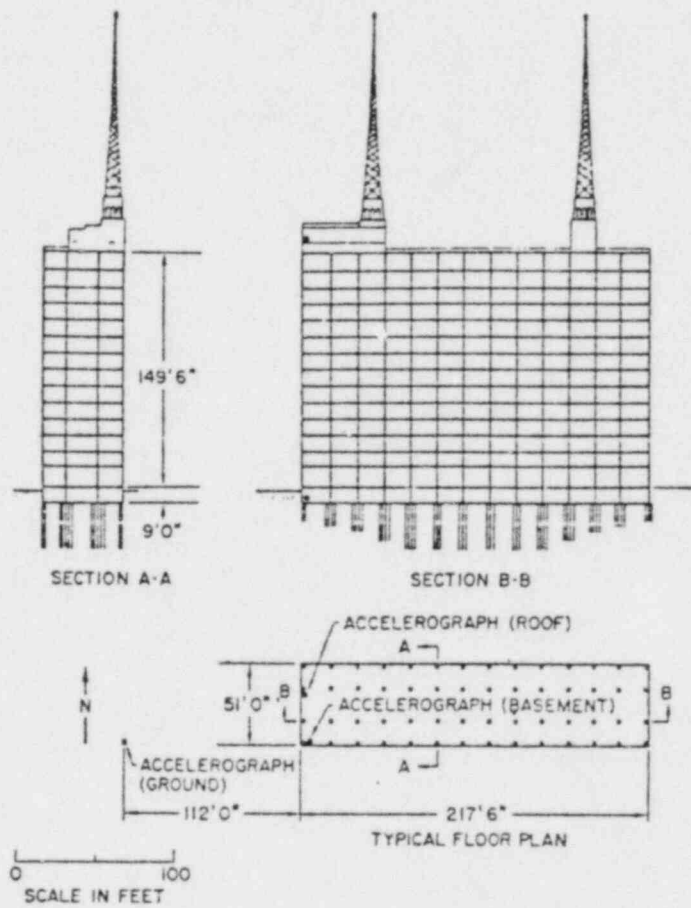 149'6"
9'0"
SECTION A-A
SECTION B-B
ACCELEROGRAPH (ROOF)
A
N
51'0"
B
B
ACCELEROGRAPH (BASEMENT)
ACCELEROGRAPH
(GROUND)
A
112'0"
217'6"
TYPICAL FLOOR PLAN
0
100
SCALE IN FEET